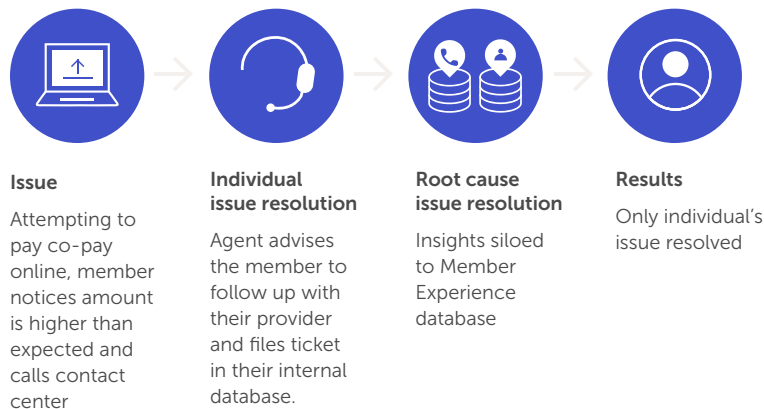 Issue
Attempting to
pay co-pay
online, member
notices amount
is higher than
expected and
calls contact
center
Individual
issue resolution
Agent advises
the member to
follow up with
their provider
and files ticket
in their internal
database.
Root cause
issue resolution
Insights siloed
to Member
Experience
database
Results
Only individual's
issue resolved